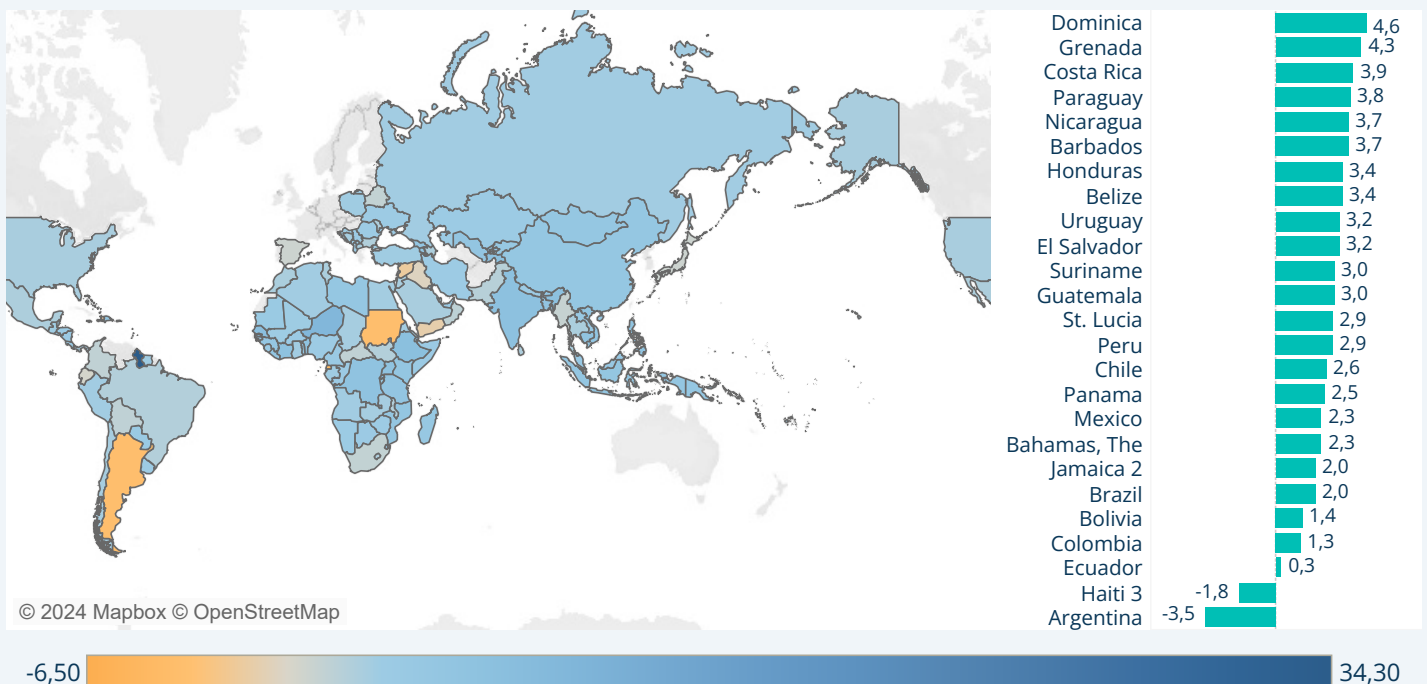 Dominica 4,6
Grenada 4,3
Costa Rica 3,9
Paraguay 3,8
Nicaragua 3,7
Barbados 3,7
Honduras 3,4
Belize 3,4
Uruguay 3,2
El Salvador 3,2
Suriname 3,0
Guatemala 3,0
St. Lucia 2,9
Peru 2,9
Chile 2,6
Panama 2,5
Mexico 2,3
Bahamas, The 2,3
Jamaica 2 2,0
Brazil 2,0
Bolivia 1,4
Colombia 1,3
Ecuador 0,3
Haiti 3 -1,8
Argentina -3,5
© 2024 Mapbox © OpenStreetMap
-6,50 34,30